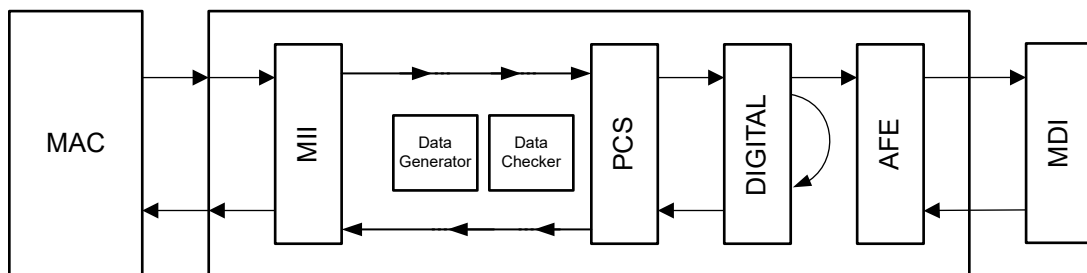 MAC
MII
Data
Generator
Data
Checker
PCS
DIGITAL
AFE
MDI